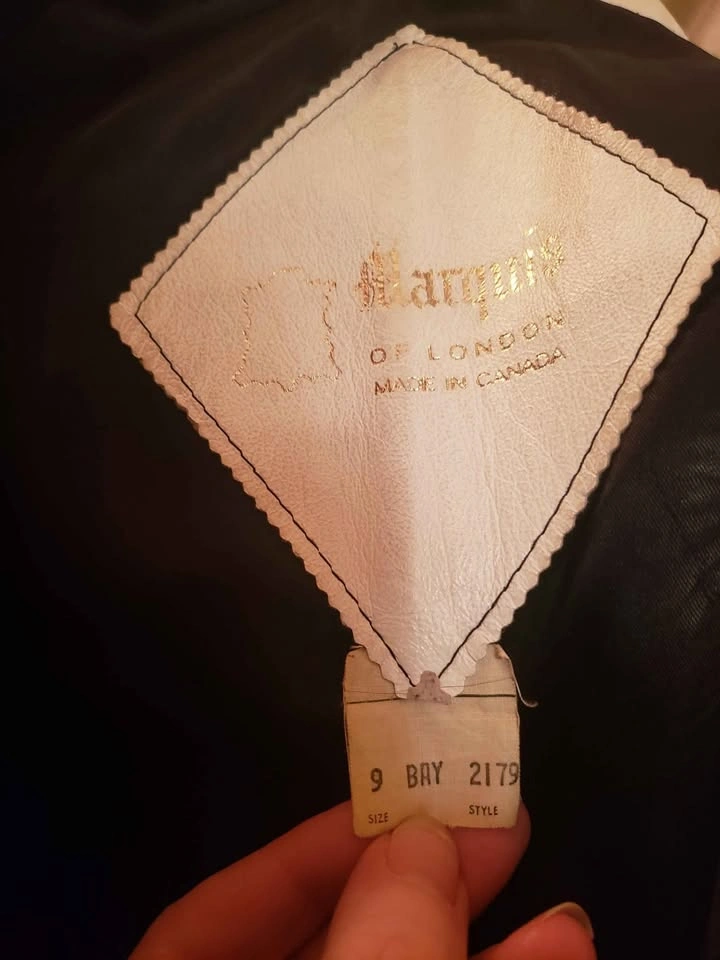 Marquis
OF LONDON
MADE IN CANADA
9 BAY 2179
SIZE STYLE